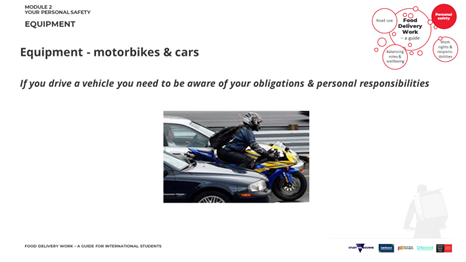 MODULE 2
YOUR PERSONAL SAFETY
EQUIPMENT
Road use
Food
Delivery
Work
– a guide
Personal
safety
Balancing
roles &
wellbeing
Work
rights &
responsi-
bilities
Equipment - motorbikes & cars
If you drive a vehicle you need to be aware of your obligations & personal responsibilities
FOOD DELIVERY WORK – A GUIDE FOR INTERNATIONAL STUDENTS